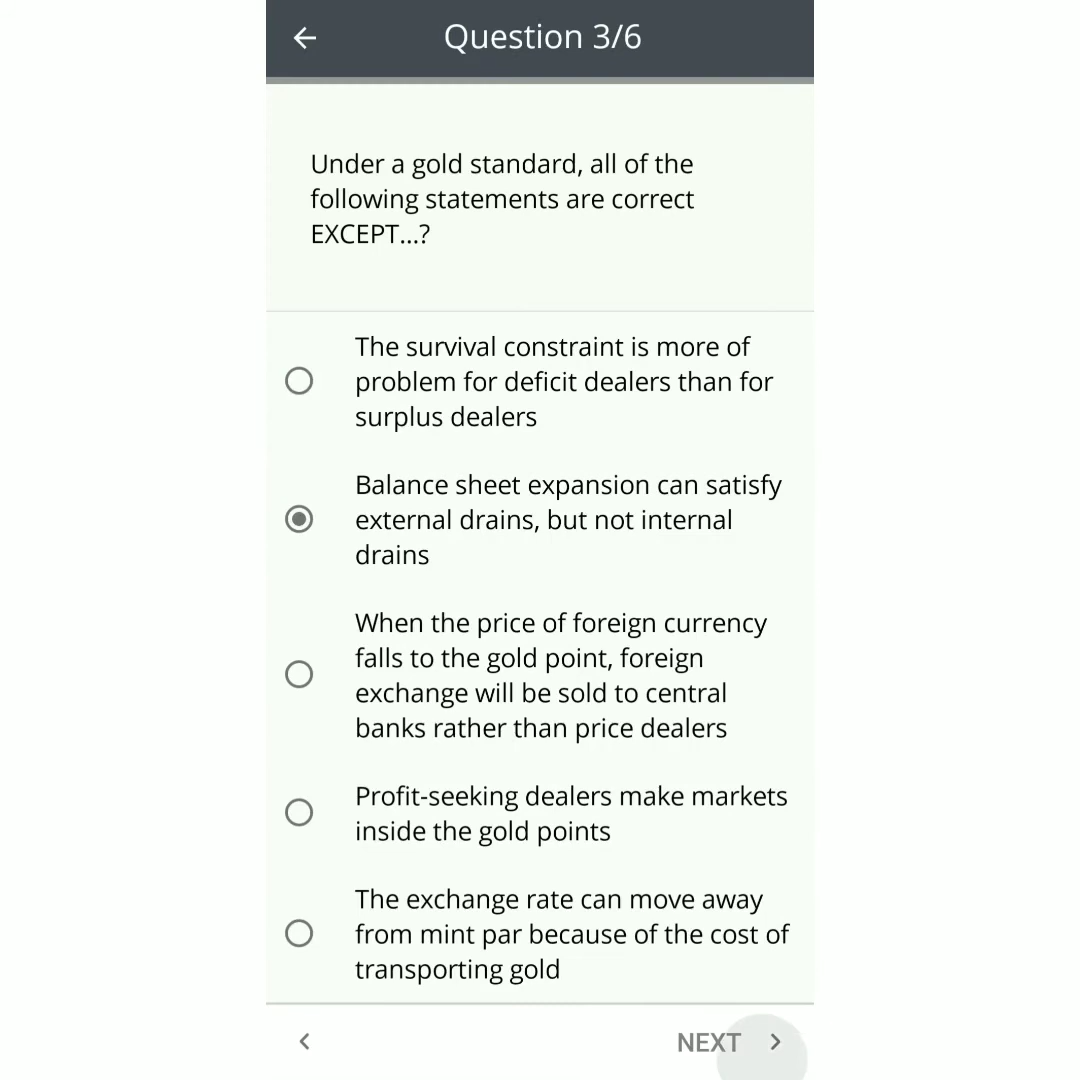 Question 3/6
Under a gold standard, all of the
following statements are correct
EXCEPT...?
The survival constraint is more of
problem for deficit dealers than for
surplus dealers
Balance sheet expansion can satisfy
external drains, but not internal
drains
When the price of foreign currency
falls to the gold point, foreign
exchange will be sold to central
banks rather than price dealers
Profit-seeking dealers make markets
inside the gold points
The exchange rate can move away
from mint par because of the cost of
transporting gold
NEXT